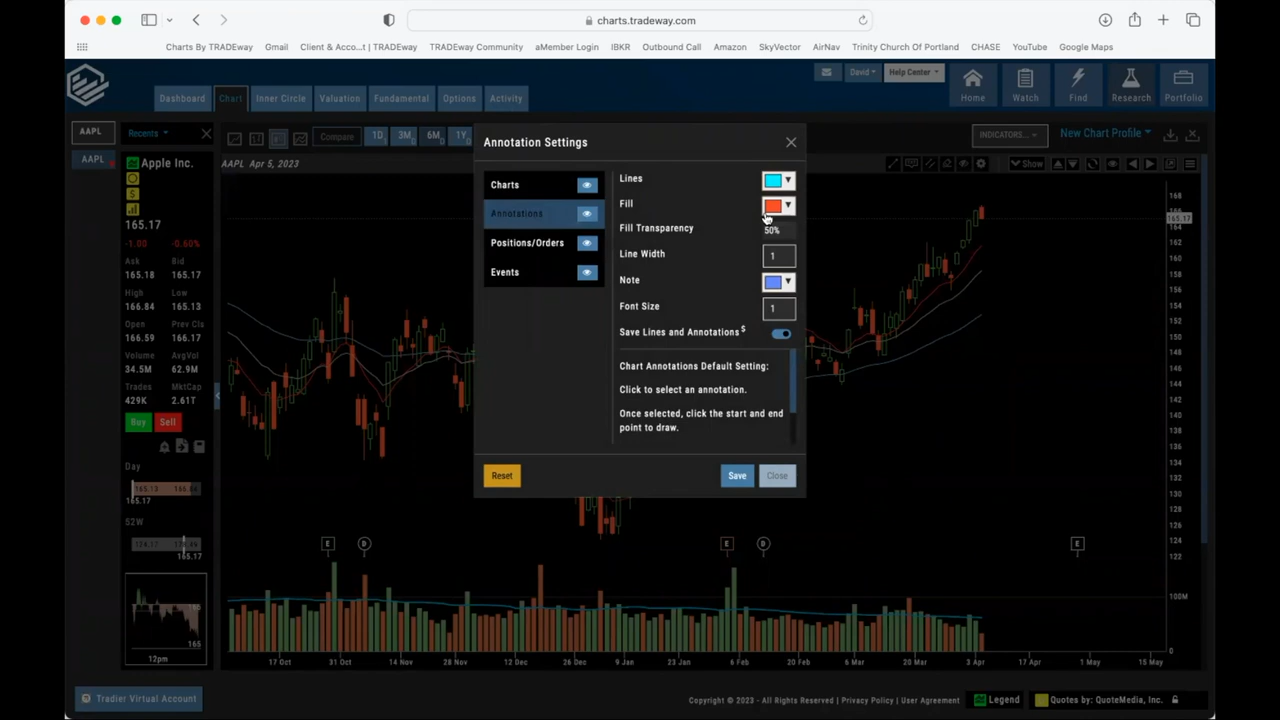 charts.tradeway.com
Charts By TRADEway
Gmail
Client & Acco...t | TRADEway
TRADEway Community
aMember Login
IBKR
Outbound Call
Amazon
SkyVector
AirNav
Trinity Church Of Portland
CHASE
YouTube
Google Maps
David
Help Center
Dashboard
Chart
Inner Circle
Valuation
Fundamental
Options
Activity
Home
Watch
Find
Research
Portfolio
AAPL
Recents
Compare
1D
3M
6M
1Y
INDICATORS...
New Chart Profile
AAPL
Apple Inc.
AAPL Apr 5, 2023
Show
165.17
-1.00 -0.60%
Ask Bid
165.18 165.17
High Low
166.84 165.13
Open Prev Cls
166.59 166.17
Volume AvgVol
34.5M 62.9M
Trades MktCap
429K 2.61T
Buy
Sell
Day
165.13
165.17
52W
165.17
165
165
12pm
Annotation Settings
Charts
Annotations
Positions/Orders
Events
Lines
Fill
Fill Transparency
50%
Line Width
1
Note
Font Size
1
Save Lines and Annotations $
Chart Annotations Default Setting:
Click to select an annotation.
Once selected, click the start and end
point to draw.
Reset
Save
Close
168
165.17
164
162
160
158
156
154
152
150
148
146
144
142
140
138
136
134
132
130
128
126
124
122
100M
0
E
D
E
D
E
17 Oct
31 Oct
14 Nov
28 Nov
12 Dec
26 Dec
9 Jan
23 Jan
6 Feb
20 Feb
6 Mar
20 Mar
3 Apr
17 Apr
1 May
15 May
Tradier Virtual Account
Copyright © 2023 - All Rights Reserved | Privacy Policy | User Agreement
Legend
Quotes by: QuoteMedia, Inc.